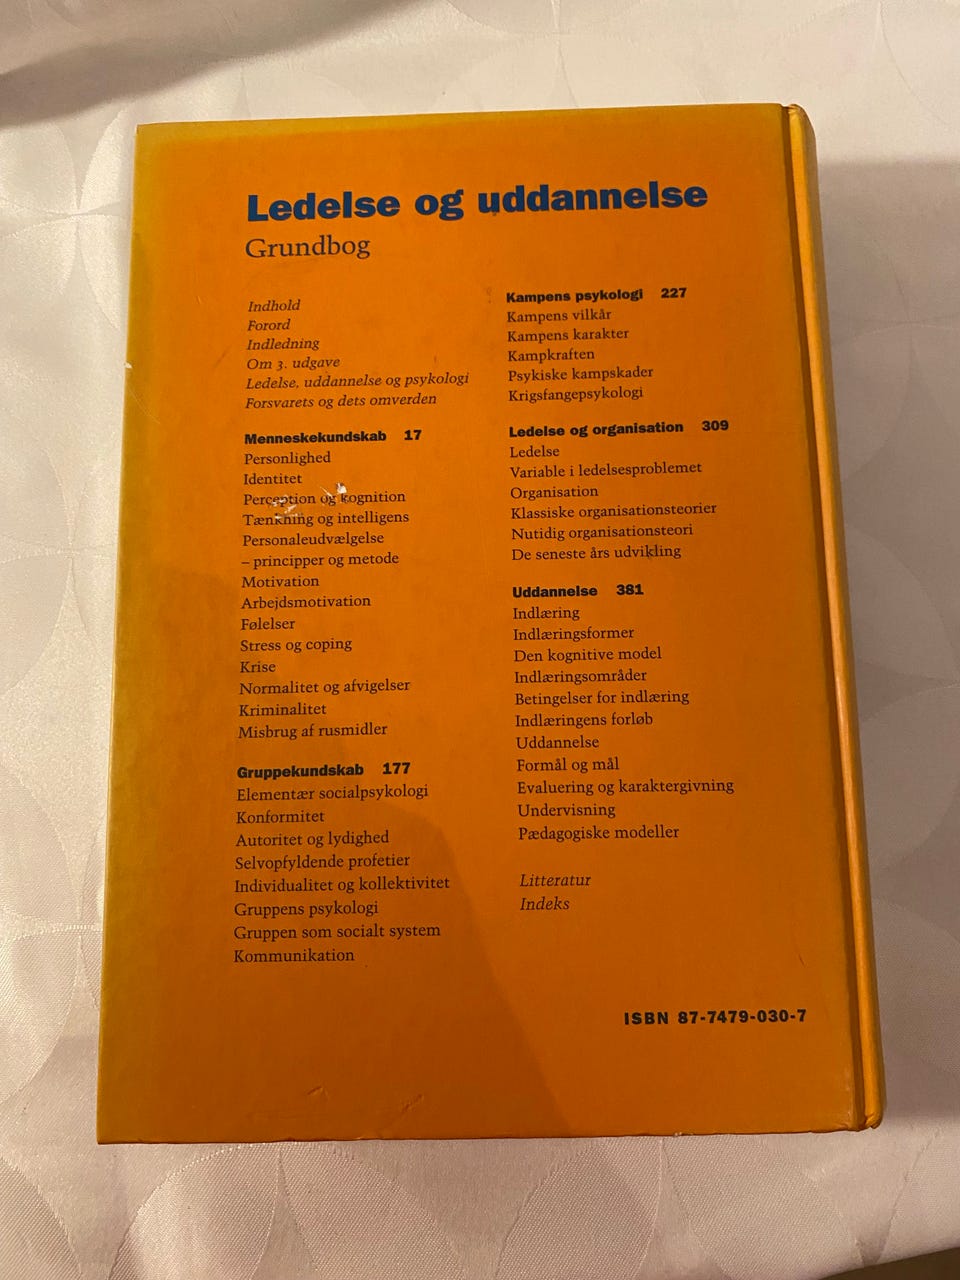 Ledelse og uddannelse
Grundbog
Indhold
Forord
Indledning
Om 3. udgave
Ledelse, uddannelse og psykologi
Forsvarets og dets omverden
Menneskekundskab 17
Personlighed
Identitet
Perception og kognition
Tænkning og intelligens
Personaleudvælgelse
– principper og metode
Motivation
Arbejdsmotivation
Følelser
Stress og coping
Krise
Normalitet og afvigelser
Kriminalitet
Misbrug af rusmidler
Gruppekundskab 177
Elementær socialpsykologi
Konformitet
Autoritet og lydighed
Selvopfyldende profetier
Individualitet og kollektivitet
Gruppens psykologi
Gruppen som socialt system
Kommunikation
Kampens psykologi 227
Kampens vilkår
Kampens karakter
Kampkraften
Psykiske kampskader
Krigsfangepsykologi
Ledelse og organisation 309
Ledelse
Variable i ledelsesproblemet
Organisation
Klassiske organisationsteorier
Nutidig organisationsteori
De seneste års udvikling
Uddannelse 381
Indlæring
Indlæringsformer
Den kognitive model
Indlæringsområder
Betingelser for indlæring
Indlæringens forløb
Uddannelse
Formål og mål
Evaluering og karaktergivning
Undervisning
Pædagogiske modeller
Litteratur
Indeks
ISBN 87-7479-030-7